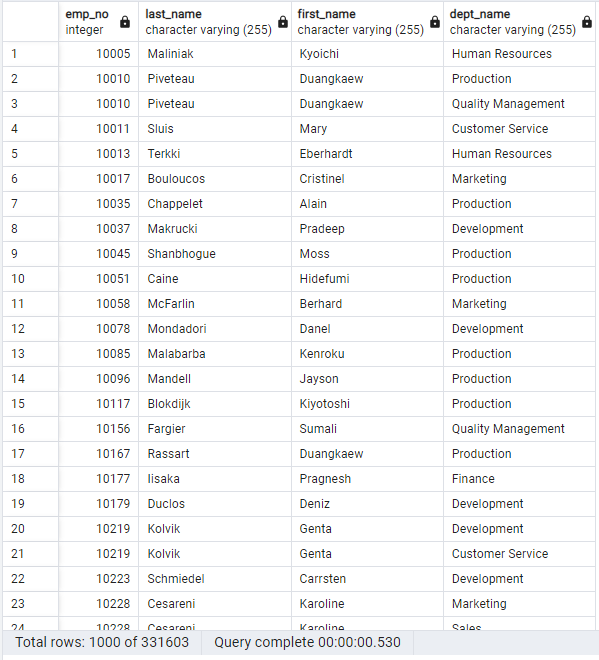 emp_no last_name first_name dept_name
integer character varying (255) character varying (255) character varying (255)
1 10005 Maliniak Kyoichi Human Resources
2 10010 Piveteau Duangkaew Production
3 10010 Piveteau Duangkaew Quality Management
4 10011 Sluis Mary Customer Service
5 10013 Terkki Eberhardt Human Resources
6 10017 Bouloucos Cristinel Marketing
7 10035 Chappelet Alain Production
8 10037 Makrucki Pradeep Development
9 10045 Shanbhogue Moss Production
10 10051 Caine Hidefumi Production
11 10058 McFarlin Berhard Marketing
12 10078 Mondadori Danel Development
13 10085 Malabarba Kenroku Production
14 10096 Mandell Jayson Production
15 10117 Blokdijk Kiyotoshi Production
16 10156 Fargier Sumali Quality Management
17 10167 Rassart Duangkaew Production
18 10177 Iisaka Pragnesh Finance
19 10179 Duclos Deniz Development
20 10219 Kolvik Genta Development
21 10219 Kolvik Genta Customer Service
22 10223 Schmiedel Carrsten Development
23 10228 Cesareni Karoline Marketing
24 10228 Cesareni Karoline Sales
Total rows: 1000 of 331603 Query complete 00:00:00.530